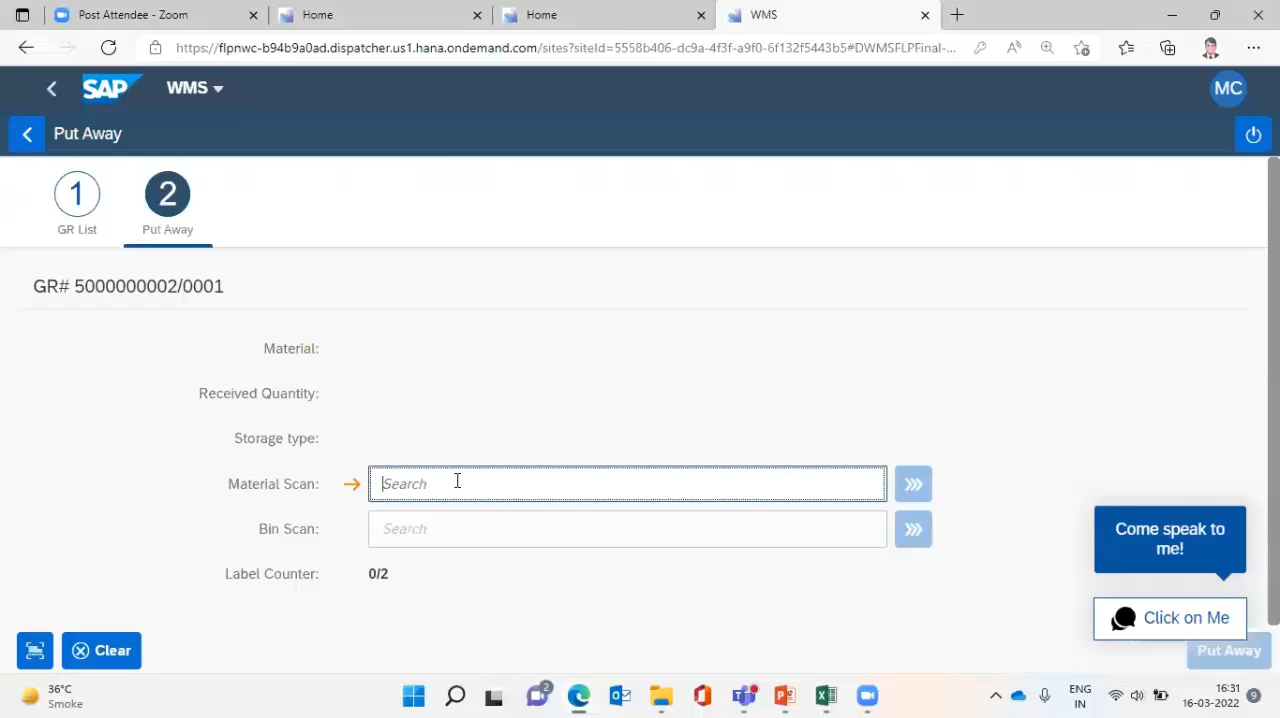 Post Attendee - Zoom
Home
Home
WMS
https://flpnwc-b94b9a0ad.dispatcher.us1.hana.ondemand.com/sites?siteId=5558b406-dc9a-4f3f-a9f0-6f132f5443b5#DWMSFLPFinal-...
SAP WMS
MC
Put Away
1
2
GR List
Put Away
GR# 5000000002/0001
Material:
Received Quantity:
Storage type:
Material Scan: Search
Bin Scan: Search
Label Counter: 0/2
Come speak to
me!
Click on Me
Clear
Put Away
36°C
Smoke
2
ENG
IN
16:31
16-03-2022
9